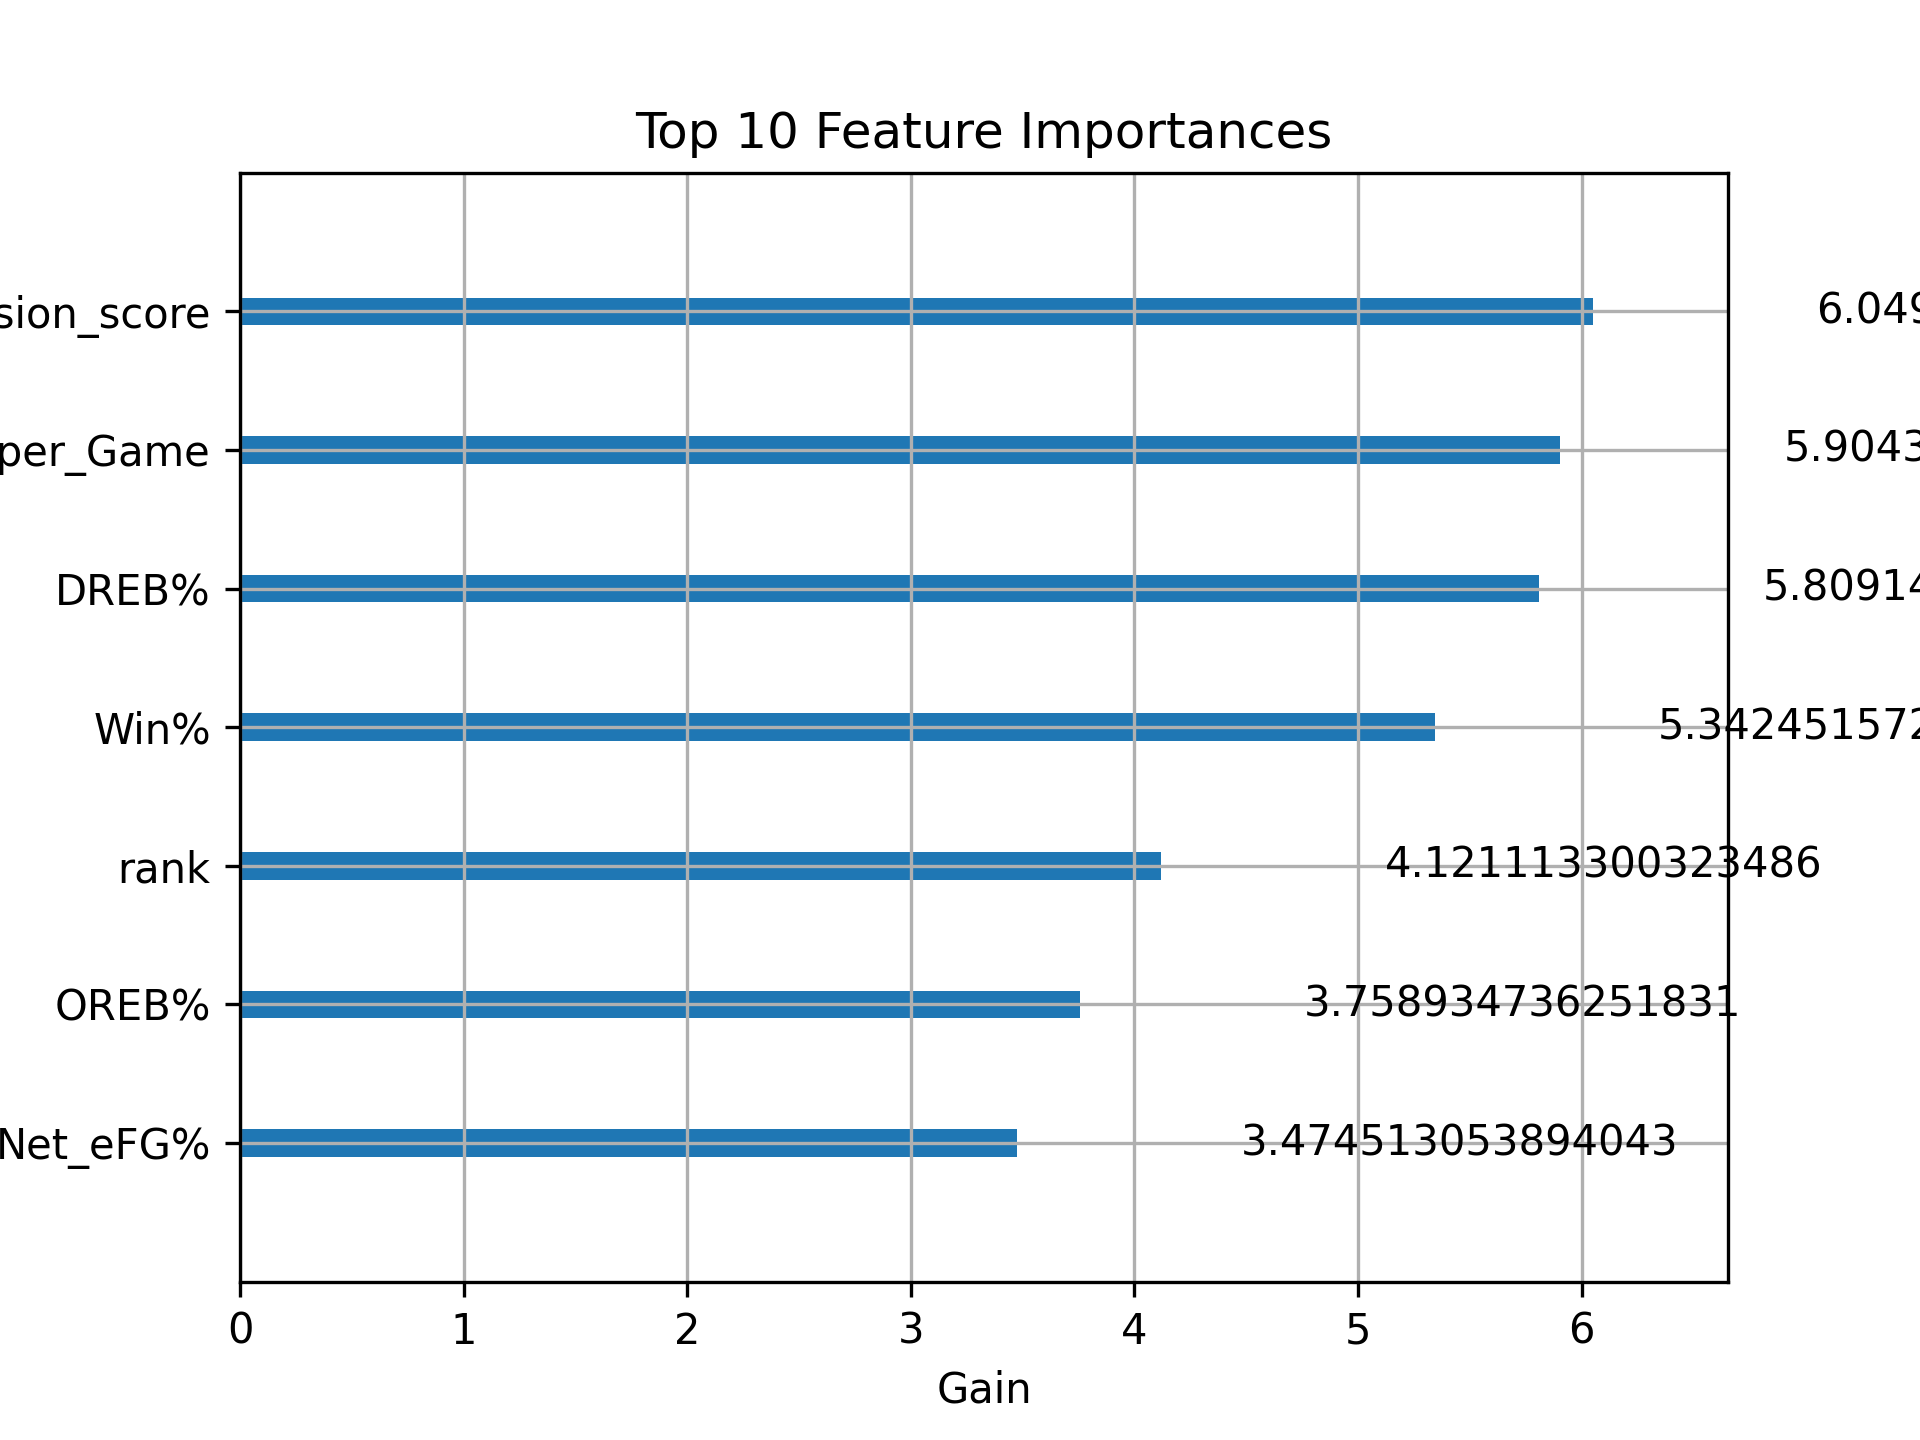 Top 10 Feature Importances
sion_score 6.049
per_Game 5.9043
DREB% 5.80914
Win% 5.342451572
rank 4.121113300323486
OREB% 3.758934736251831
Net_eFG% 3.474513053894043
0 1 2 3 4 5 6
Gain